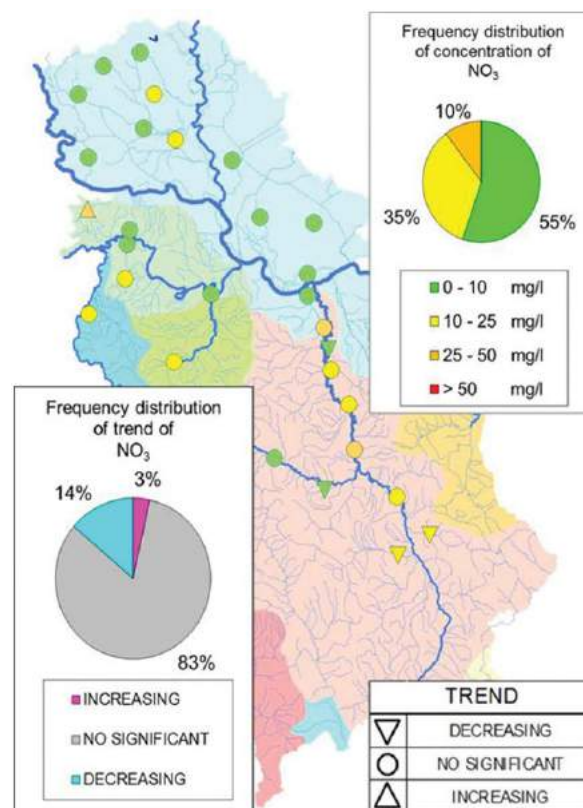 Frequency distribution
of concentration of
NO₃
10%
35%
55%
0 - 10 mg/l
10 - 25 mg/l
25 - 50 mg/l
> 50 mg/l
Frequency distribution
of trend of
NO₃
3%
14%
83%
INCREASING
NO SIGNIFICANT
DECREASING
TREND
DECREASING
NO SIGNIFICANT
INCREASING